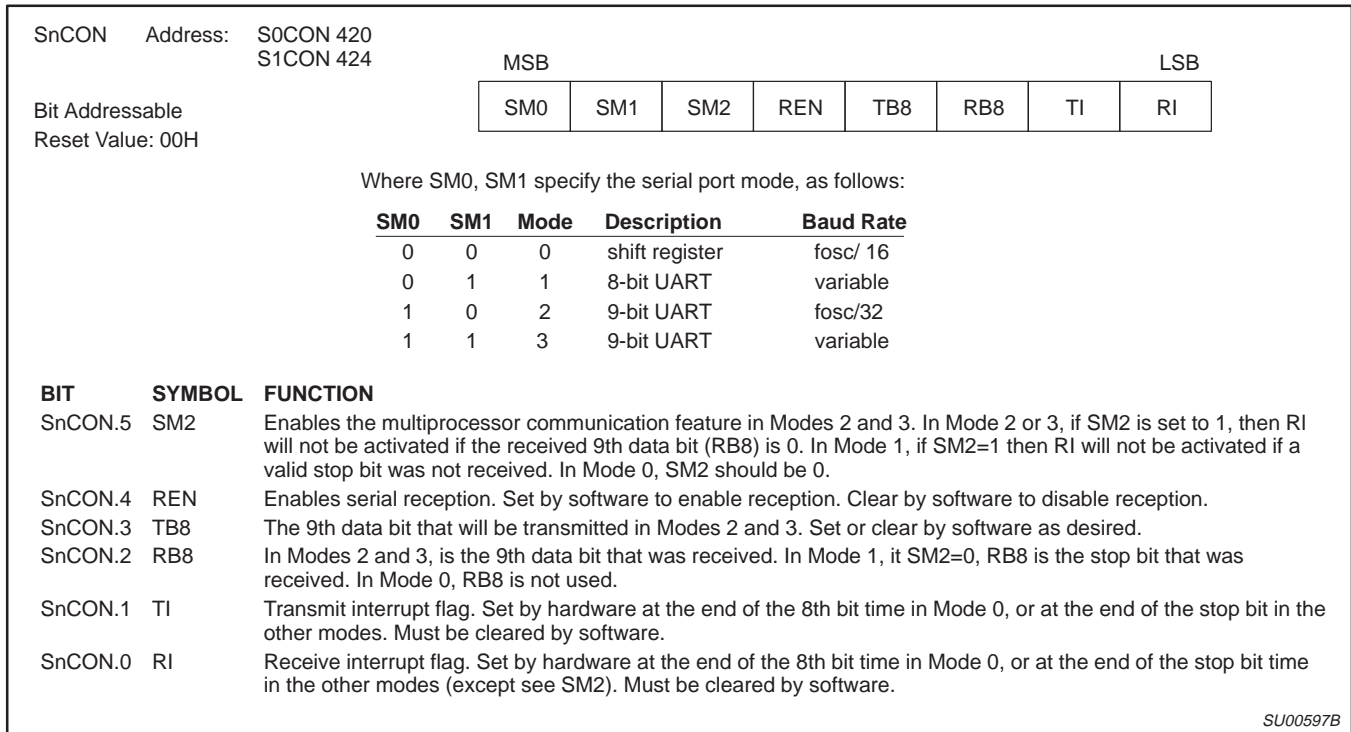 SnCON Address: S0CON 420
S1CON 424
MSB LSB
Bit Addressable
Reset Value: 00H
SM0 SM1 SM2 REN TB8 RB8 TI RI
Where SM0, SM1 specify the serial port mode, as follows:
SM0 SM1 Mode Description Baud Rate
0 0 0 shift register fosc/ 16
0 1 1 8-bit UART variable
1 0 2 9-bit UART fosc/32
1 1 3 9-bit UART variable
BIT SYMBOL FUNCTION
SnCON.5 SM2 Enables the multiprocessor communication feature in Modes 2 and 3. In Mode 2 or 3, if SM2 is set to 1, then RI
will not be activated if the received 9th data bit (RB8) is 0. In Mode 1, if SM2=1 then RI will not be activated if a
valid stop bit was not received. In Mode 0, SM2 should be 0.
SnCON.4 REN Enables serial reception. Set by software to enable reception. Clear by software to disable reception.
SnCON.3 TB8 The 9th data bit that will be transmitted in Modes 2 and 3. Set or clear by software as desired.
SnCON.2 RB8 In Modes 2 and 3, is the 9th data bit that was received. In Mode 1, it SM2=0, RB8 is the stop bit that was
received. In Mode 0, RB8 is not used.
SnCON.1 TI Transmit interrupt flag. Set by hardware at the end of the 8th bit time in Mode 0, or at the end of the stop bit in the
other modes. Must be cleared by software.
SnCON.0 RI Receive interrupt flag. Set by hardware at the end of the 8th bit time in Mode 0, or at the end of the stop bit time
in the other modes (except see SM2). Must be cleared by software.
SU00597B